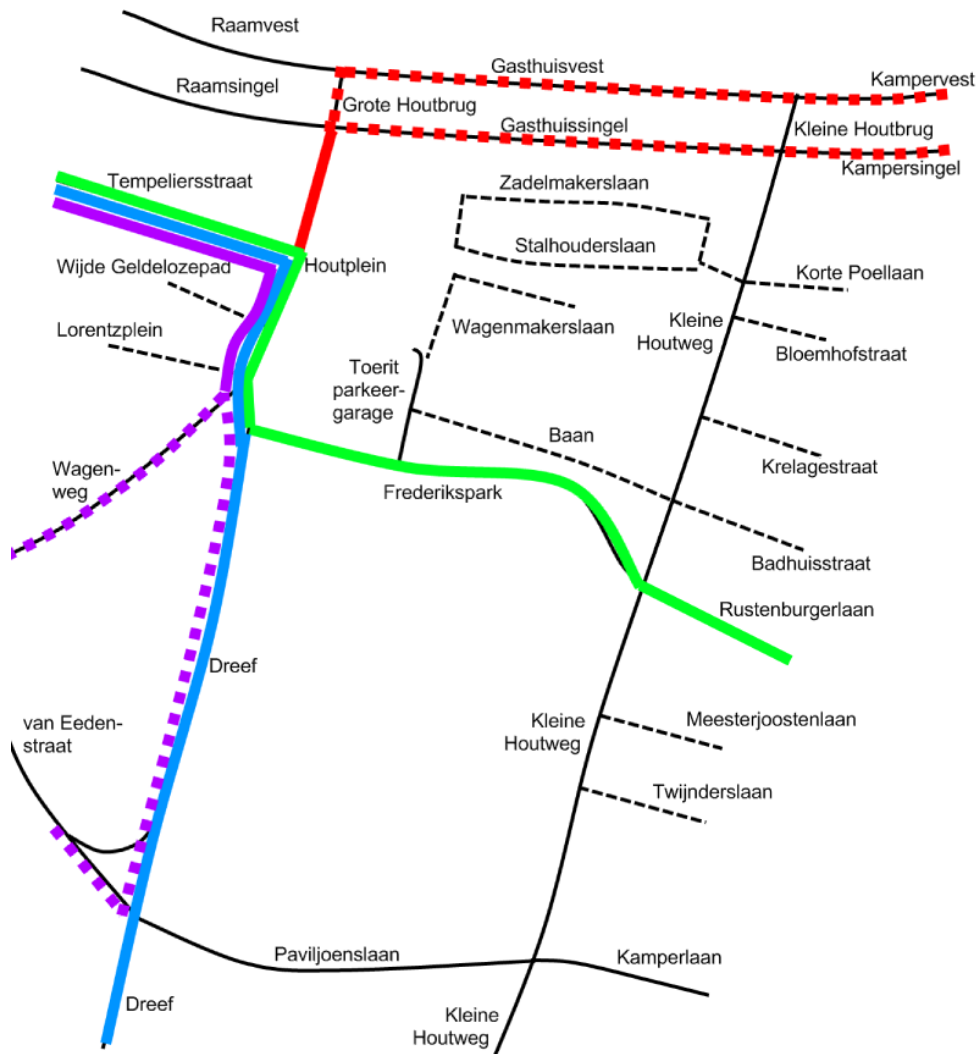 Raamvest
Gasthuisvest
Kampervest
Raamsingel
Grote Houtbrug
Gasthuissingel
Kleine Houtbrug
Kampersingel
Tempeliersstraat
Zadelmakerslaan
Stalhouderslaan
Wijde Geldelozepad
Houtplein
Korte Poellaan
Lorentzplein
Wagenmakerslaan
Kleine
Houtweg
Bloemhofstraat
Toerit
parkeer-
garage
Baan
Krelagestraat
Wagen-
weg
Frederikspark
Badhuisstraat
Rustenburgerlaan
Dreef
van Eeden-
straat
Kleine
Houtweg
Meesterjoostenlaan
Twijnderslaan
Paviljoenslaan
Kamperlaan
Dreef
Kleine
Houtweg